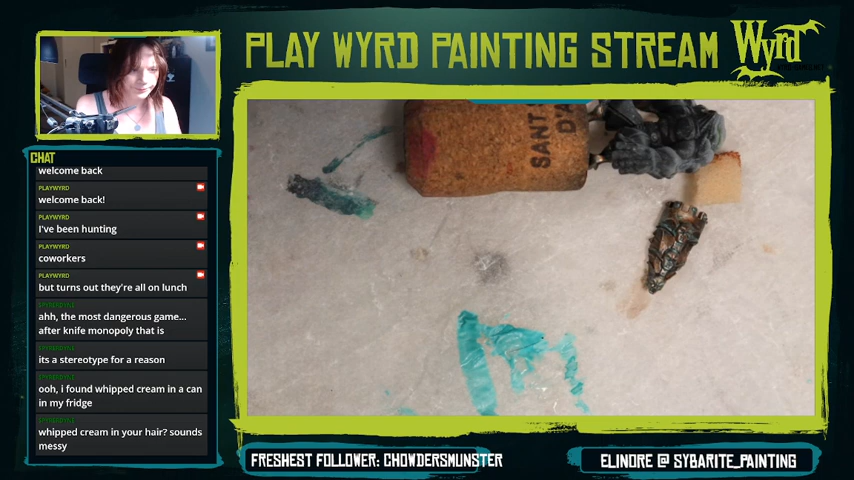 PLAY WYRD PAINTING STREAM
Wyrd
CHAT
welcome back
PLAYWYRD
welcome back!
PLAYWYRD
I've been hunting
PLAYWYRD
coworkers
PLAYWYRD
but turns out they're all on lunch
ahh, the most dangerous game...
after knife monopoly that is
its a stereotype for a reason
ooh, i found whipped cream in a can
in my fridge
whipped cream in your hair? sounds
messy
SANT
D'A
FRESHEST FOLLOWER: CHOWDERSMUNSTER
ELINORE @ SYBARITE_PAINTING